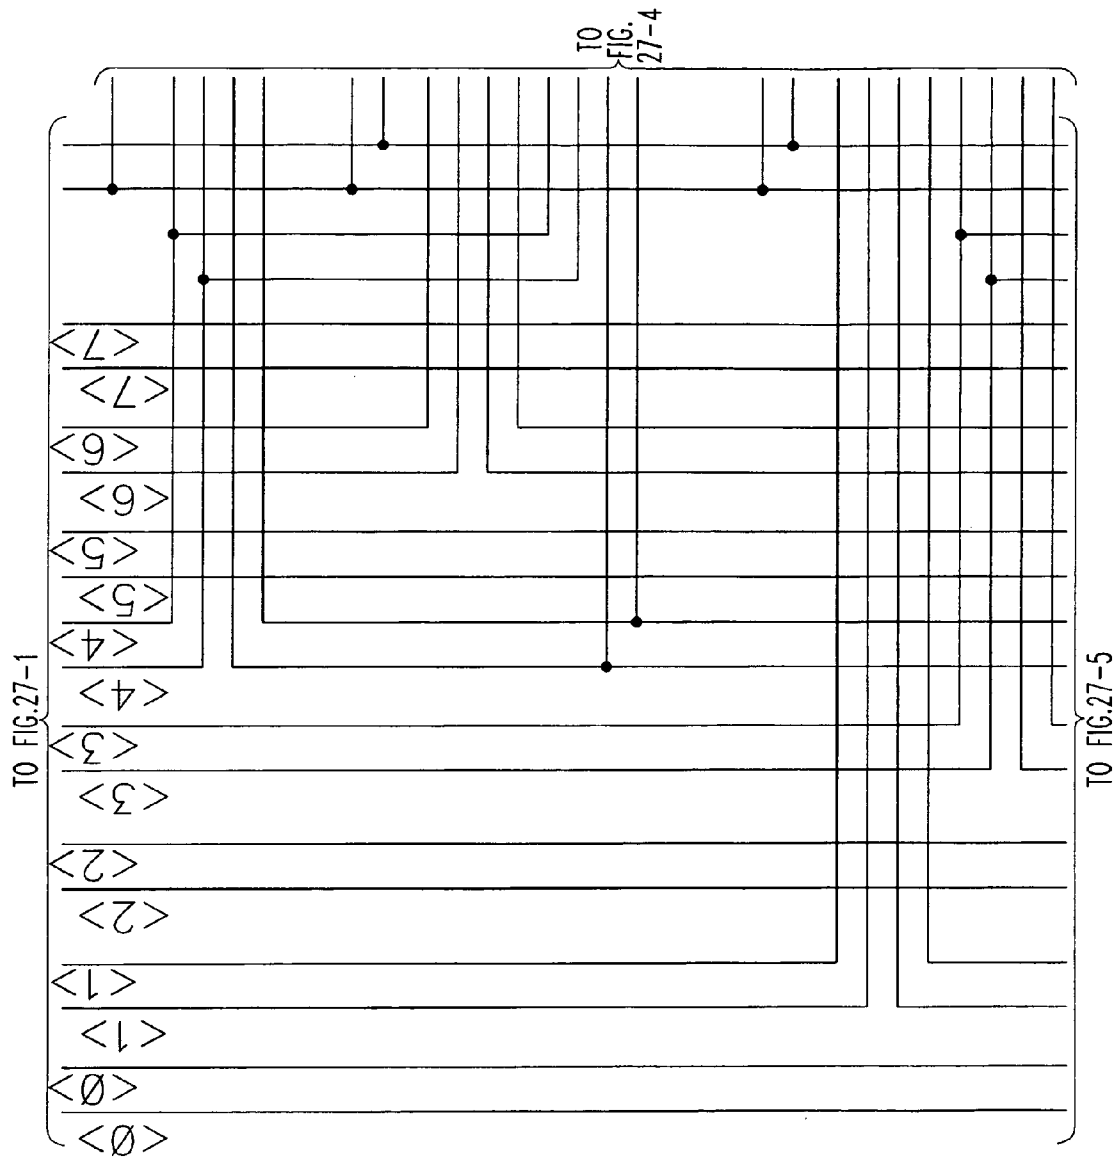 TO
FIG.
27-4
TO FIG.27-1
<7>
<7>
<6>
<6>
<5>
<5>
<4>
<4>
<3>
<3>
<2>
<2>
<1>
<1>
<Ø>
<Ø>
TO FIG.27-5